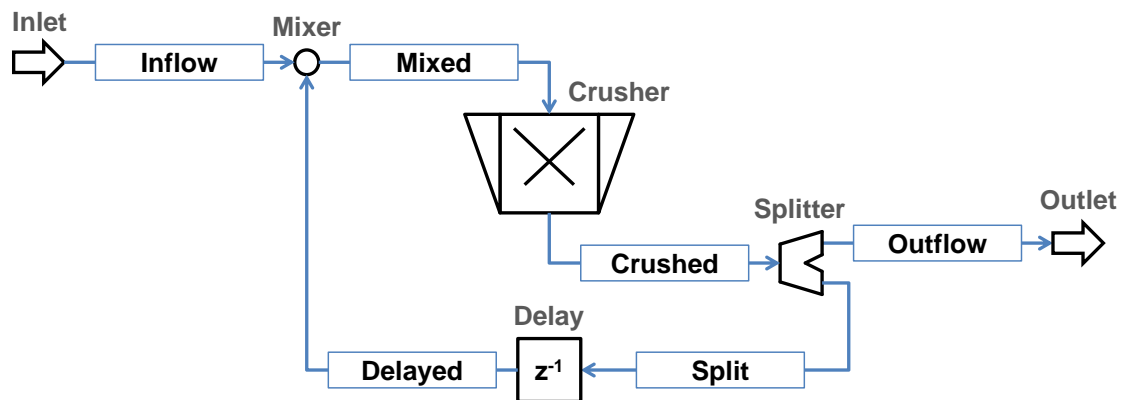 Inlet
Mixer
Inflow
Mixed
Crusher
Splitter
Outlet
Outflow
Crushed
Delay
Delayed
z⁻¹
Split